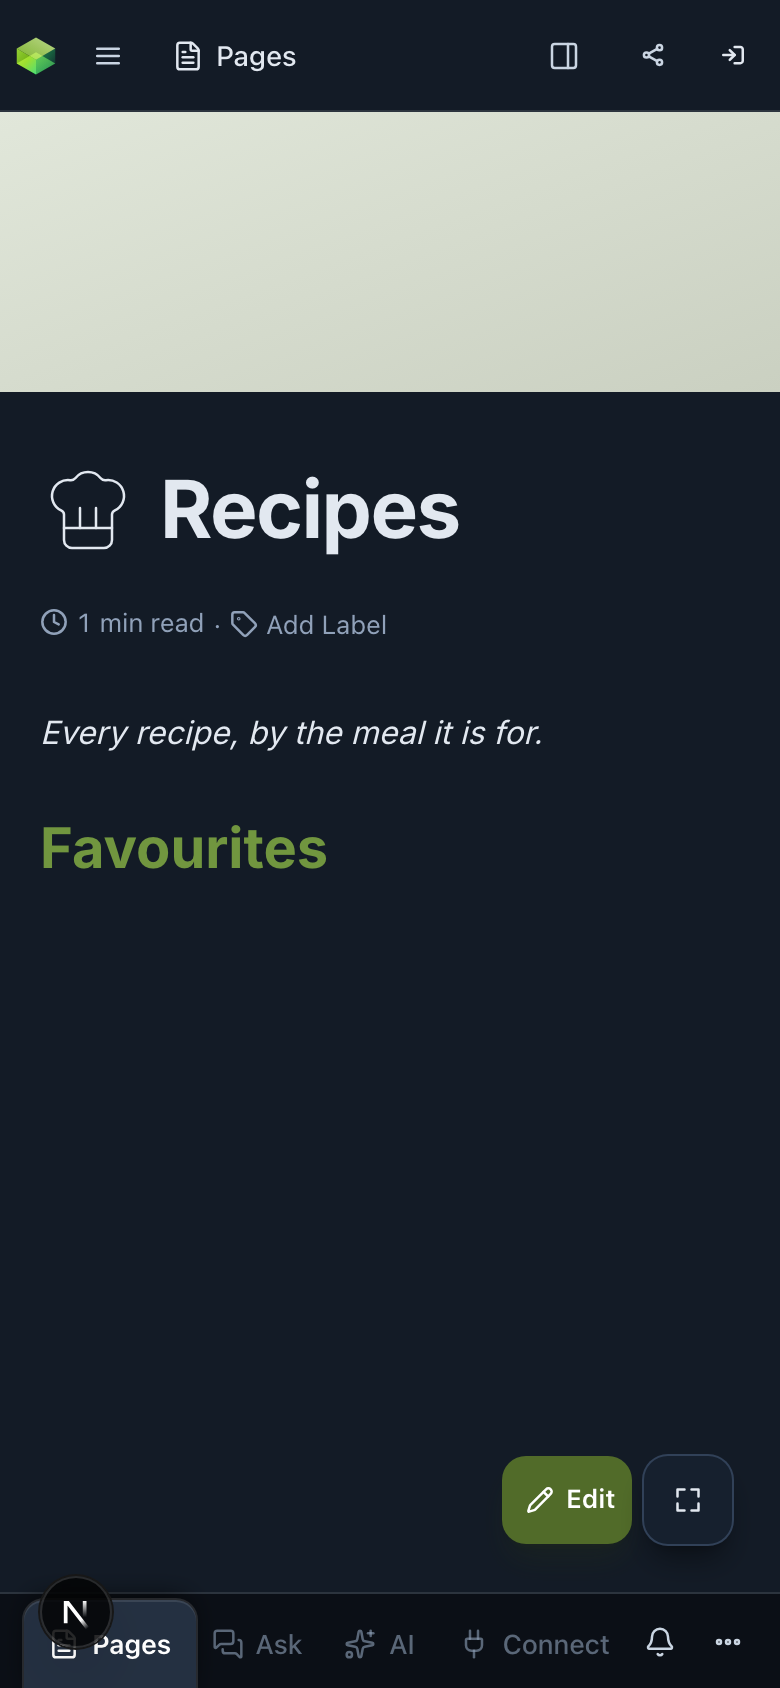 Pages
Recipes
1 min read · Add Label
Every recipe, by the meal it is for.
Favourites
Edit
N
Pages
Ask
AI
Connect